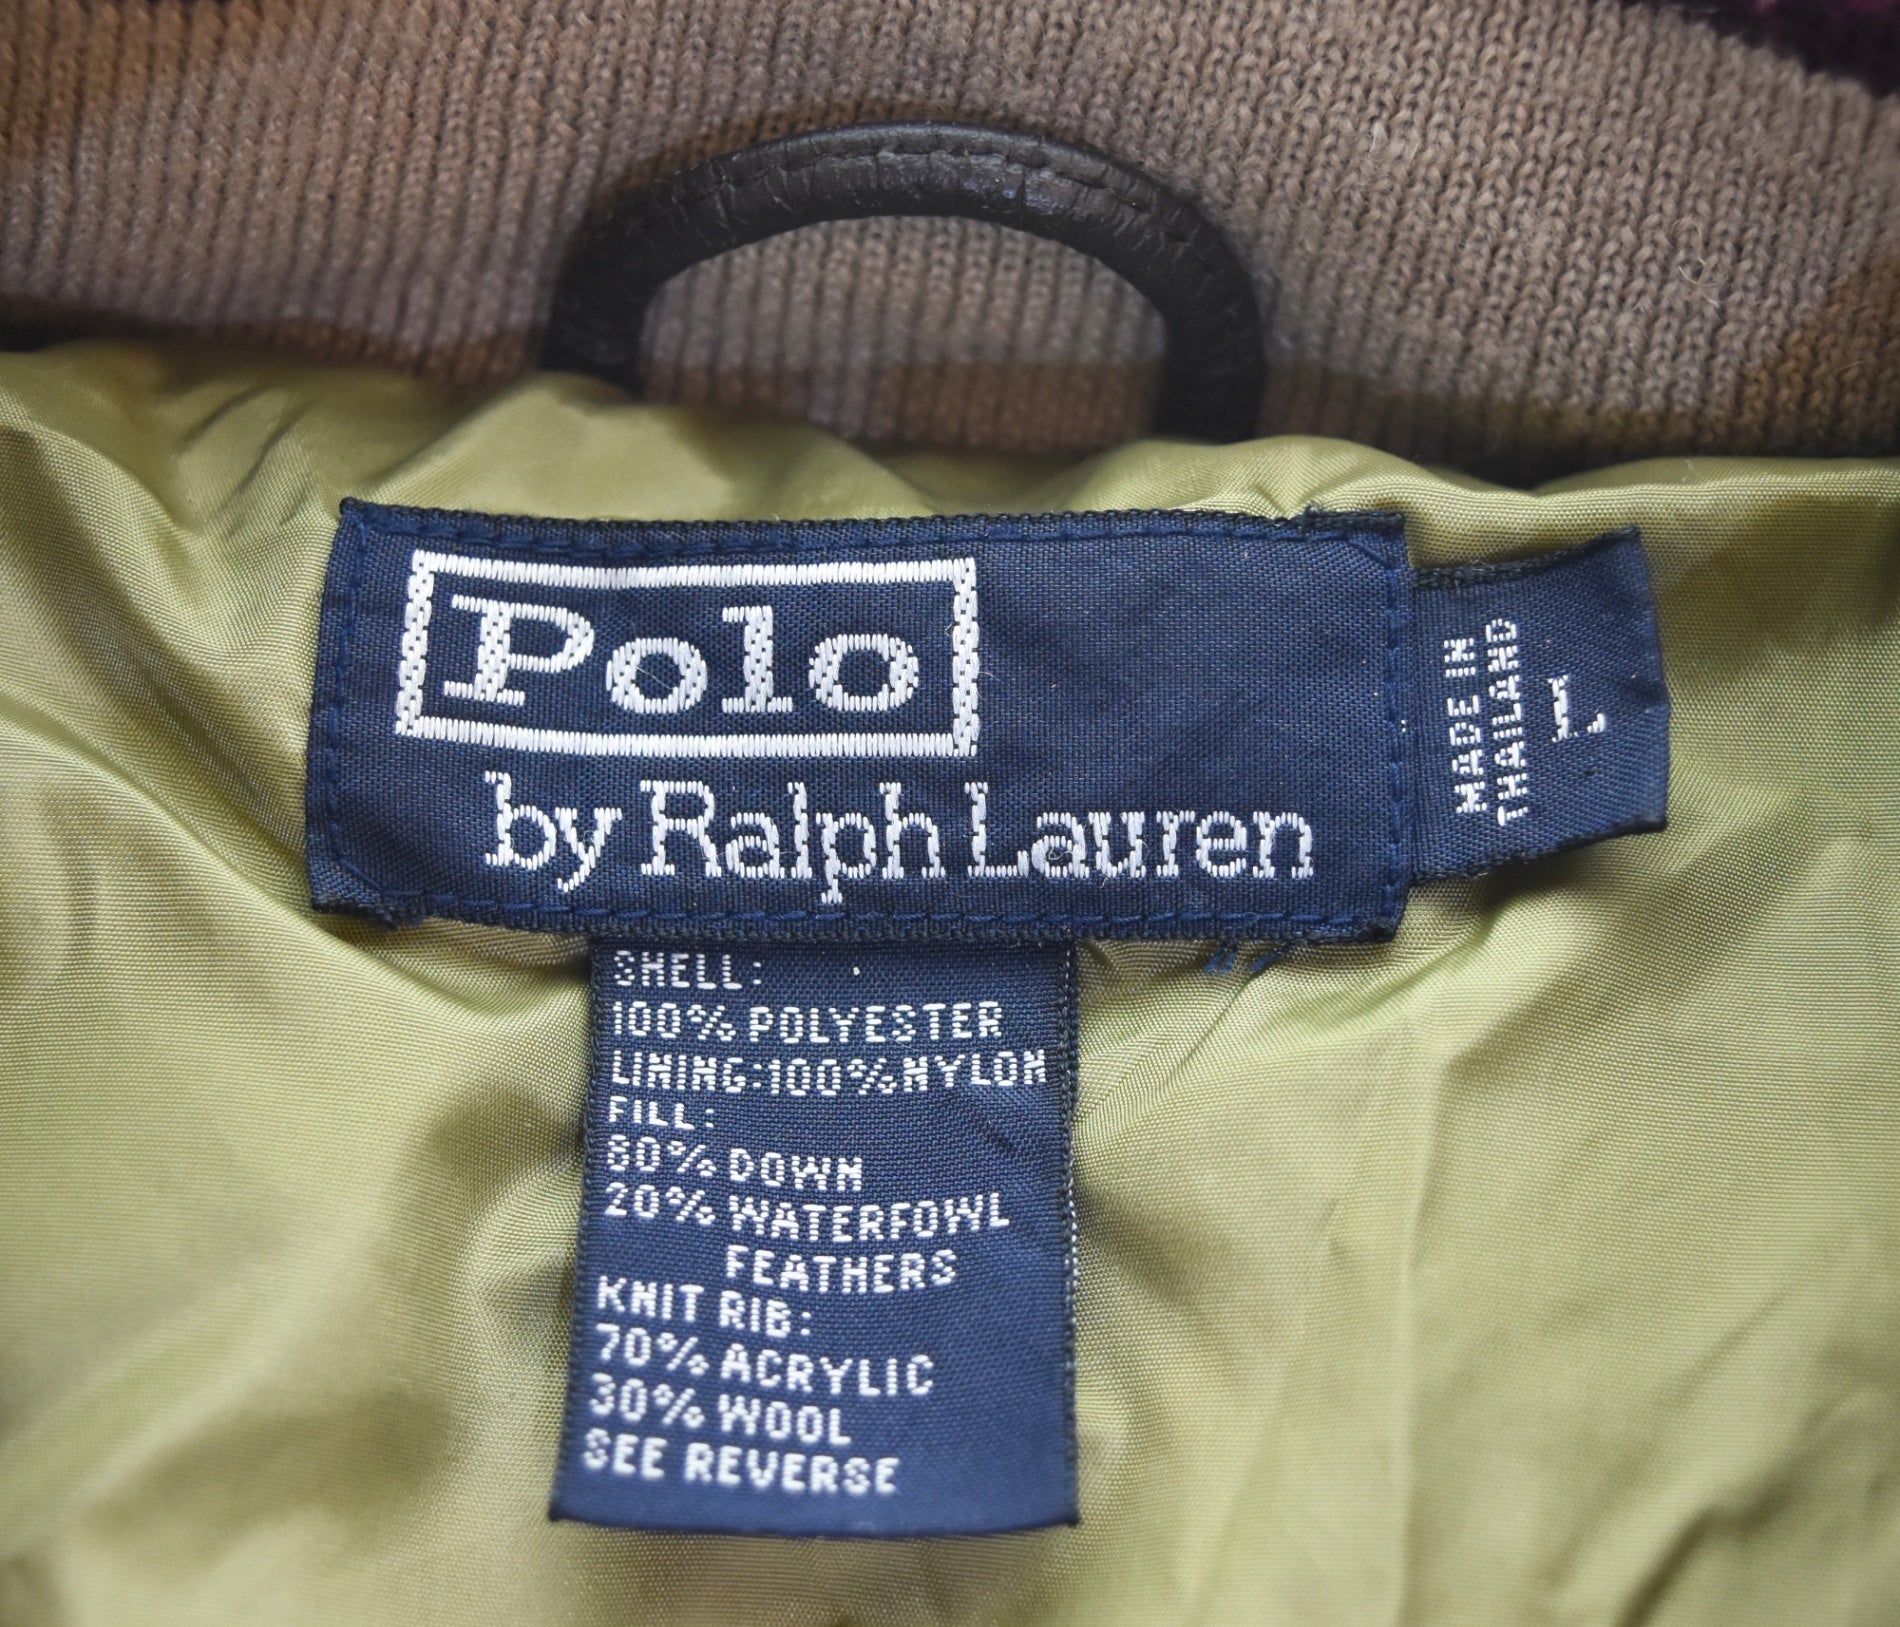 Polo
by Ralph Lauren
MADE IN
THAILAND
L
SHELL:
100% POLYESTER
LINING:100% NYLON
FILL:
80% DOWN
20% WATERFOWL
FEATHERS
KNIT RIB:
70% ACRYLIC
30% WOOL
SEE REVERSE